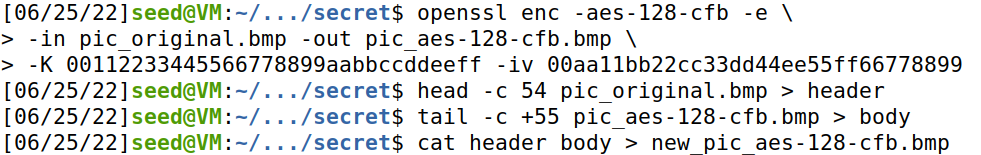 [06/25/22]seed@VM:~/.../secret$ openssl enc -aes-128-cfb -e \
> -in pic_original.bmp -out pic_aes-128-cfb.bmp \
> -K 00112233445566778899aabbccddeeff -iv 00aa11bb22cc33dd44ee55ff66778899
[06/25/22]seed@VM:~/.../secret$ head -c 54 pic_original.bmp > header
[06/25/22]seed@VM:~/.../secret$ tail -c +55 pic_aes-128-cfb.bmp > body
[06/25/22]seed@VM:~/.../secret$ cat header body > new_pic_aes-128-cfb.bmp